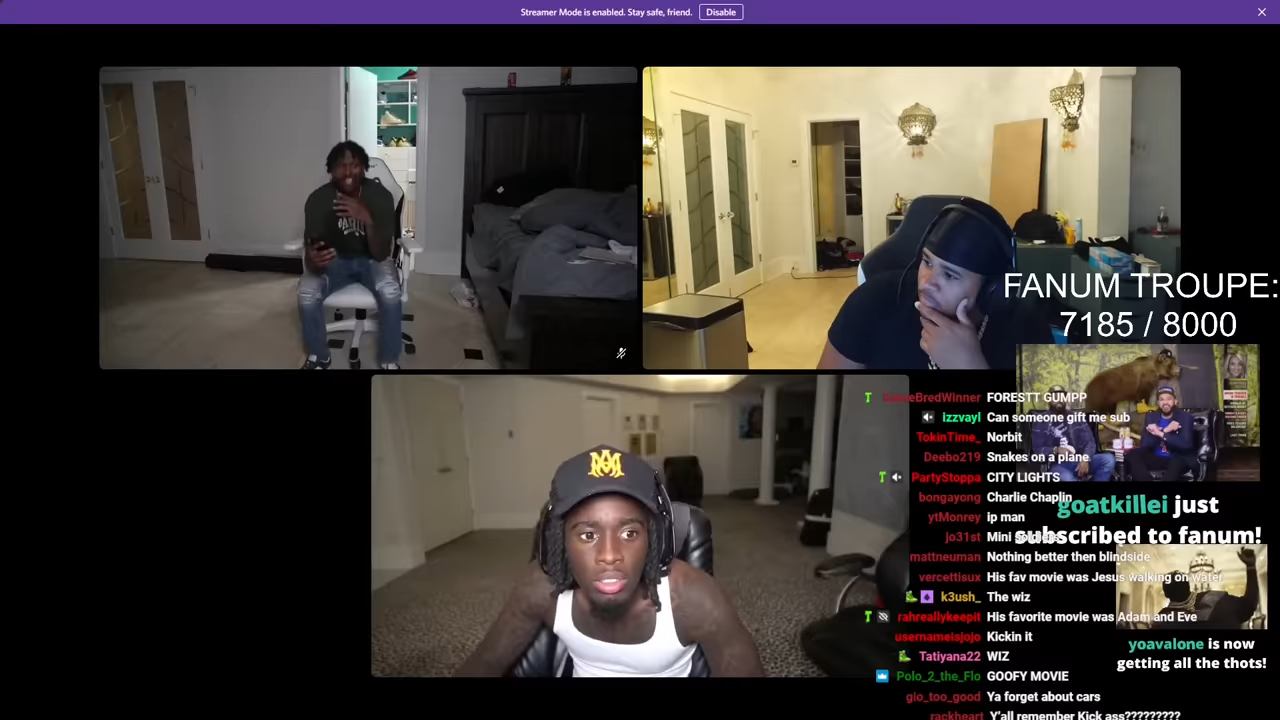 Streamer Mode is enabled. Stay safe, friend.
Disable
FANUM TROUPE:
7185 / 8000
BredWinner FORESTT GUMPP
izzvayl Can someone gift me sub
TokinTime_ Norbit
Deebo219 Snakes on a plane
PartyStoppa CITY LIGHTS
bongayong Charlie Chaplin
ytMonrey ip man
jo31st Mini
mattneuman Nothing better then blindside
vercettisux His fav movie was Jesus walking on water
k3ush_ The wiz
rahreallykeepit His favorite movie was Adam and Eve
usernameisjojo Kickin it
Tatiyana22 WIZ
Polo_2_the_Flo GOOFY MOVIE
gio_too_good Ya forget about cars
rackheart Y'all remember Kick ass?????????
goatkillei just
subscribed to fanum!
yoavalone is now
getting all the thots!